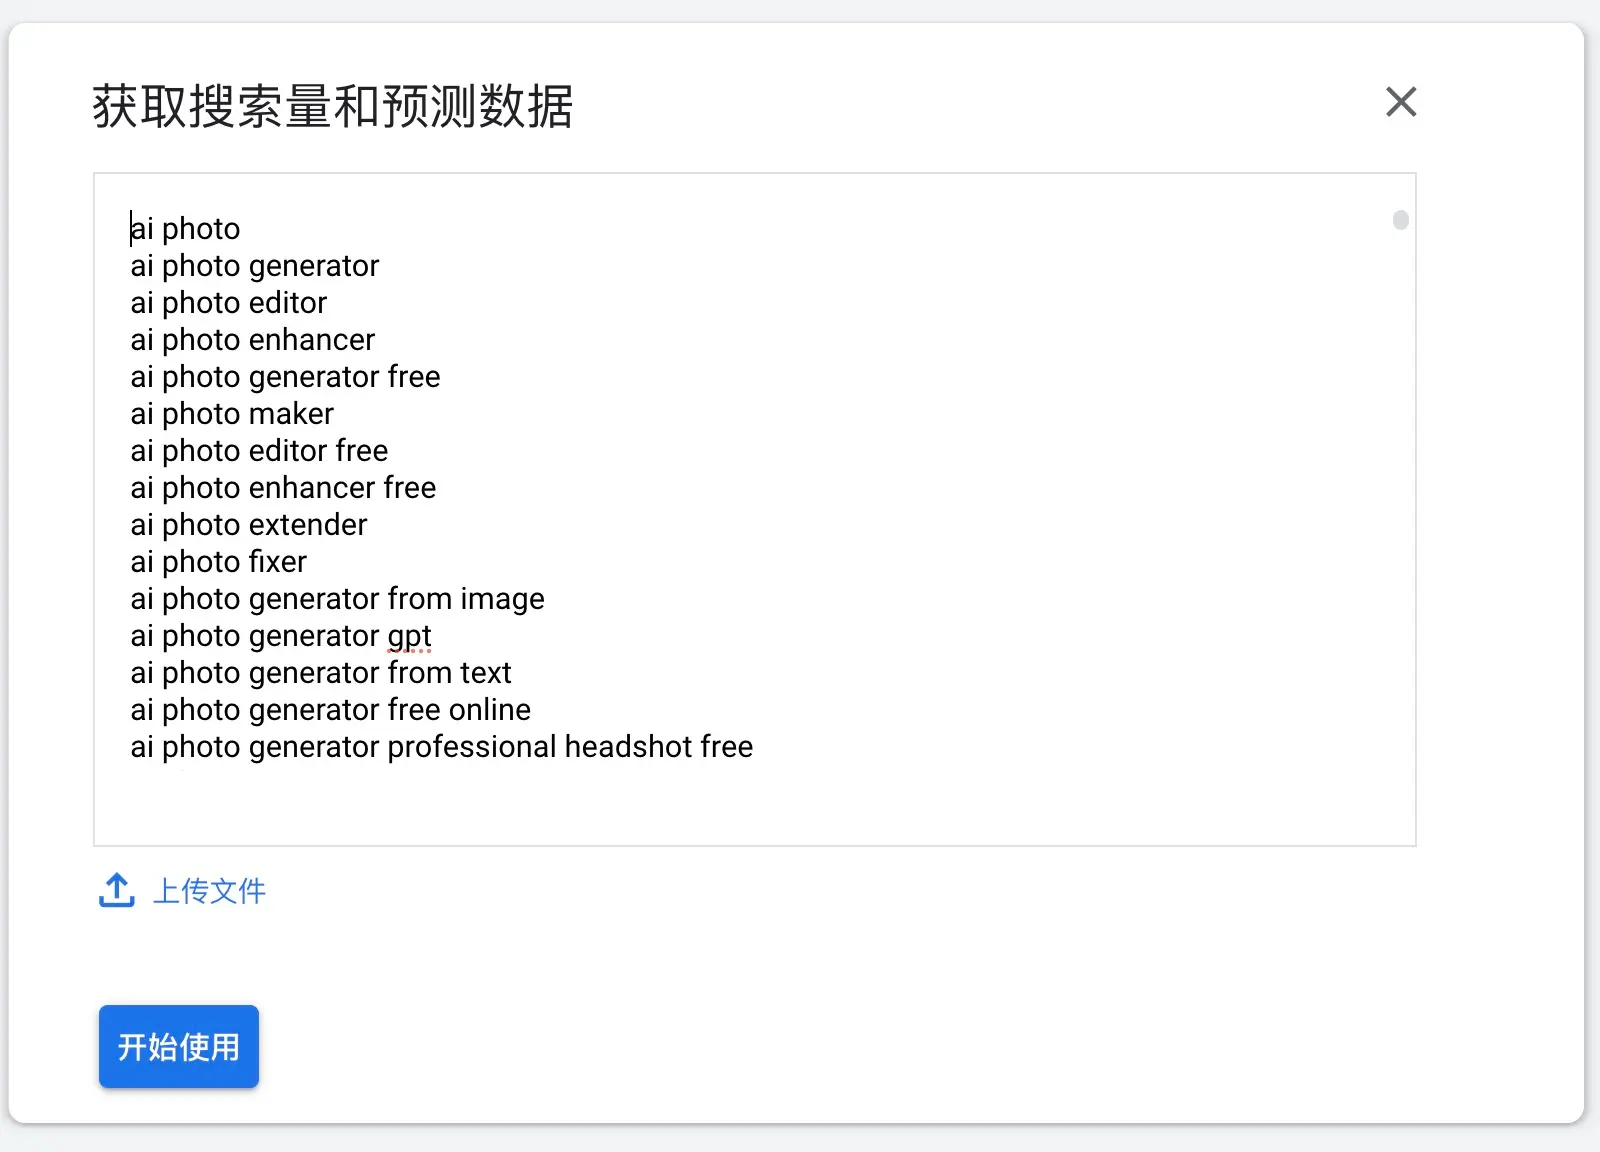 获取搜索量和预测数据
ai photo
ai photo generator
ai photo editor
ai photo enhancer
ai photo generator free
ai photo maker
ai photo editor free
ai photo enhancer free
ai photo extender
ai photo fixer
ai photo generator from image
ai photo generator gpt
ai photo generator from text
ai photo generator free online
ai photo generator professional headshot free
上传文件
开始使用